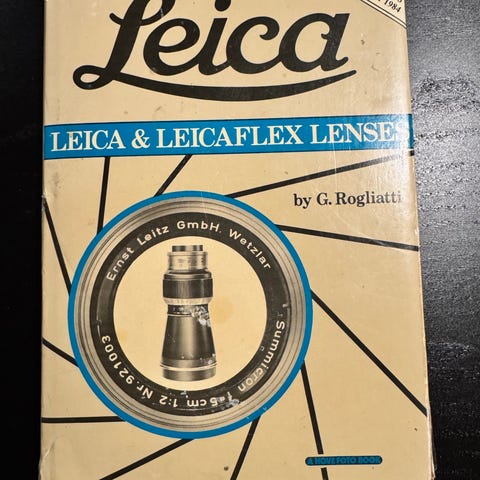 Leica
1984
LEICA & LEICAFLEX LENSES
by G. Rogliatti
Ernst Leitz GmbH. Wetzlar
Summicron f=5cm 1:2 Nr. 921003
A HOVE FOTO BOOK